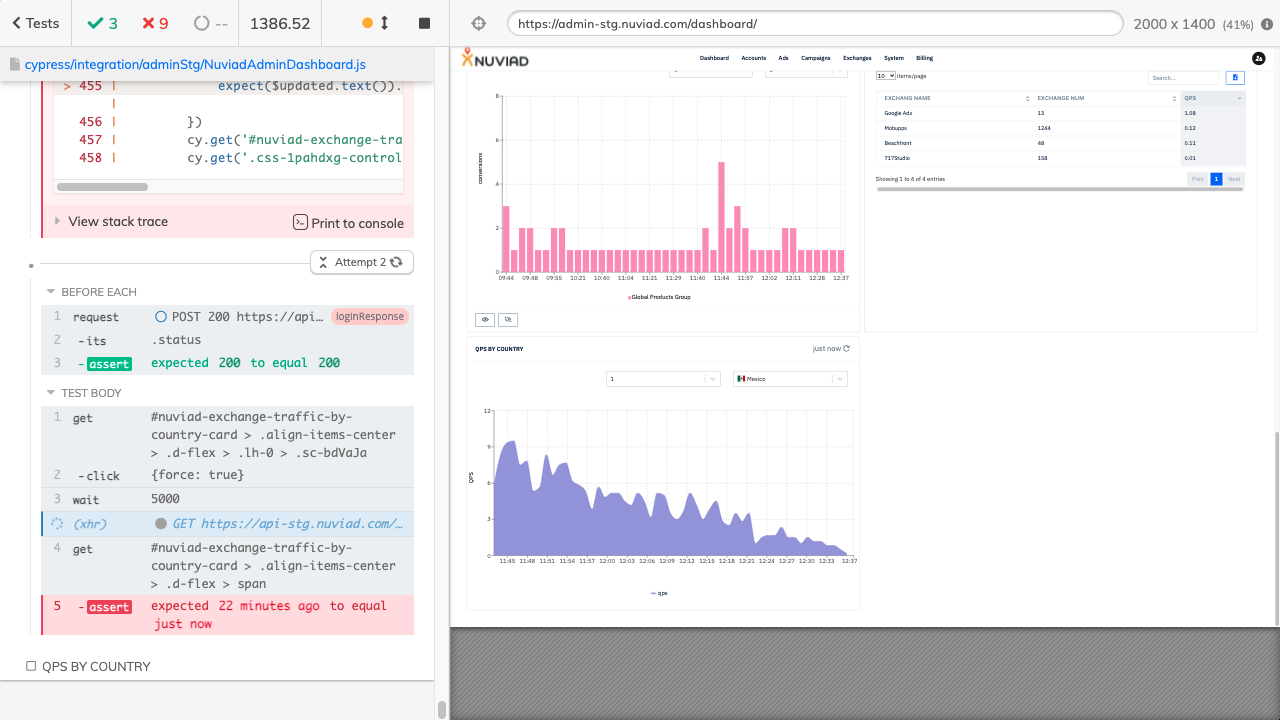 Tests
3
9
--
1386.52
https://admin-stg.nuviad.com/dashboard/
2000 x 1400 (41%)
cypress/integration/adminStg/NuviadAdminDashboard.js
> 455 | expect($updated.text()).
|
456 | })
457 | cy.get('#nuviad-exchange-tra
458 | cy.get('.css-1pahdxg-control
View stack trace
Print to console
Attempt 2
BEFORE EACH
1 request POST 200 https://api... loginResponse
2 -its .status
3 -assert expected 200 to equal 200
TEST BODY
1 get #nuviad-exchange-traffic-by-
country-card > .align-items-center
> .d-flex > .lh-0 > .sc-bdVaJa
2 -click {force: true}
3 wait 5000
(xhr) GET https://api-stg.nuviad.com/...
4 get #nuviad-exchange-traffic-by-
country-card > .align-items-center
> .d-flex > span
5 -assert expected 22 minutes ago to equal
just now
QPS BY COUNTRY
NUVIAD
Dashboard Accounts Ads Campaigns Exchanges System Billing
8
6
4
2
0
conversions
09:44 09:48 09:55 10:21 10:40 11:04 11:21 11:29 11:40 11:44 11:57 12:02 12:11 12:28 12:37
Global Products Group
10 items/page
Search...
EXCHANG NAME EXCHANGE NUM QPS
Google Ads 13 1.08
Mobupps 1244 0.12
Beachfront 48 0.11
717Studio 158 0.01
Showing 1 to 4 of 4 entries
Prev 1 Next
QPS BY COUNTRY
just now
1
Mexico
12
9
6
3
0
QPS
11:45 11:48 11:51 11:54 11:57 12:00 12:03 12:06 12:09 12:12 12:15 12:18 12:21 12:24 12:27 12:30 12:33 12:37
qps